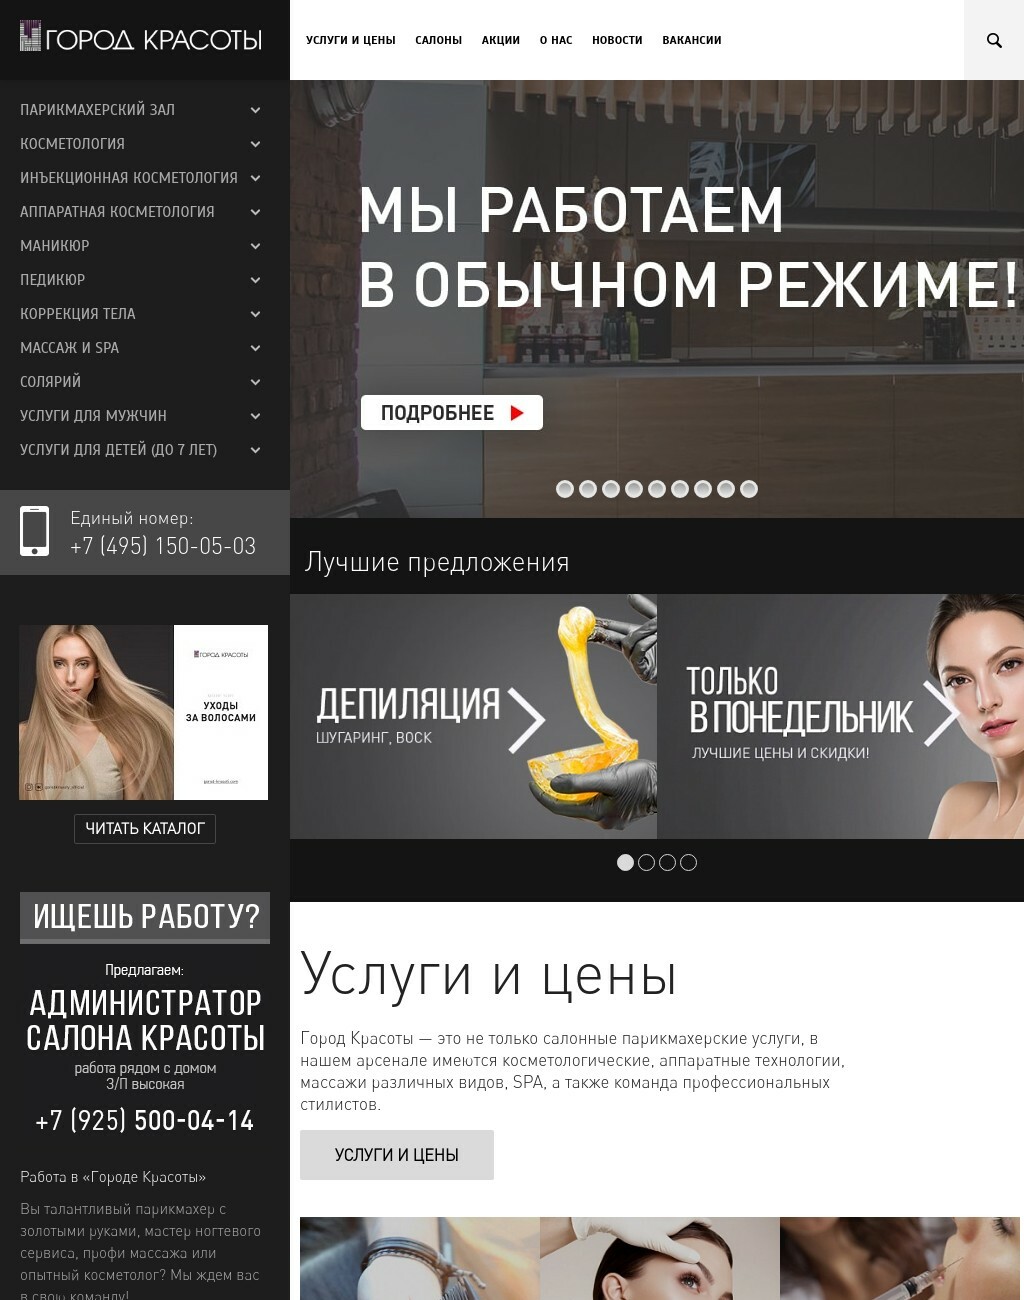 ГОРОД КРАСОТЫ
УСЛУГИ И ЦЕНЫ САЛОНЫ АКЦИИ О НАС НОВОСТИ ВАКАНСИИ
ПАРИКМАХЕРСКИЙ ЗАЛ
КОСМЕТОЛОГИЯ
ИНЪЕКЦИОННАЯ КОСМЕТОЛОГИЯ
АППАРАТНАЯ КОСМЕТОЛОГИЯ
МАНИКЮР
ПЕДИКЮР
КОРРЕКЦИЯ ТЕЛА
МАССАЖ И SPA
СОЛЯРИЙ
УСЛУГИ ДЛЯ МУЖЧИН
УСЛУГИ ДЛЯ ДЕТЕЙ (ДО 7 ЛЕТ)
Единый номер:
+7 (495) 150-05-03
ГОРОД КРАСОТЫ
УХОДЫ
ЗА ВОЛОСАМИ
ЧИТАТЬ КАТАЛОГ
ИЩЕШЬ РАБОТУ?
Предлагаем:
АДМИНИСТРАТОР
САЛОНА КРАСОТЫ
работа рядом с домом
З/П высокая
+7 (925) 500-04-14
Работа в «Городе Красоты»
Вы талантливый парикмахер с
золотыми руками, мастер ногтевого
сервиса, профи массажа или
опытный косметолог? Мы ждем вас
в свою команду!
МЫ РАБОТАЕМ
В ОБЫЧНОМ РЕЖИМЕ!
ПОДРОБНЕЕ
Лучшие предложения
ДЕПИЛЯЦИЯ
ШУГАРИНГ, ВОСК
ТОЛЬКО
В ПОНЕДЕЛЬНИК
ЛУЧШИЕ ЦЕНЫ И СКИДКИ!
Услуги и цены
Город Красоты — это не только салонные парикмахерские услуги, в
нашем арсенале имеются косметологические, аппаратные технологии,
массажи различных видов, SPA, а также команда профессиональных
стилистов.
УСЛУГИ И ЦЕНЫ